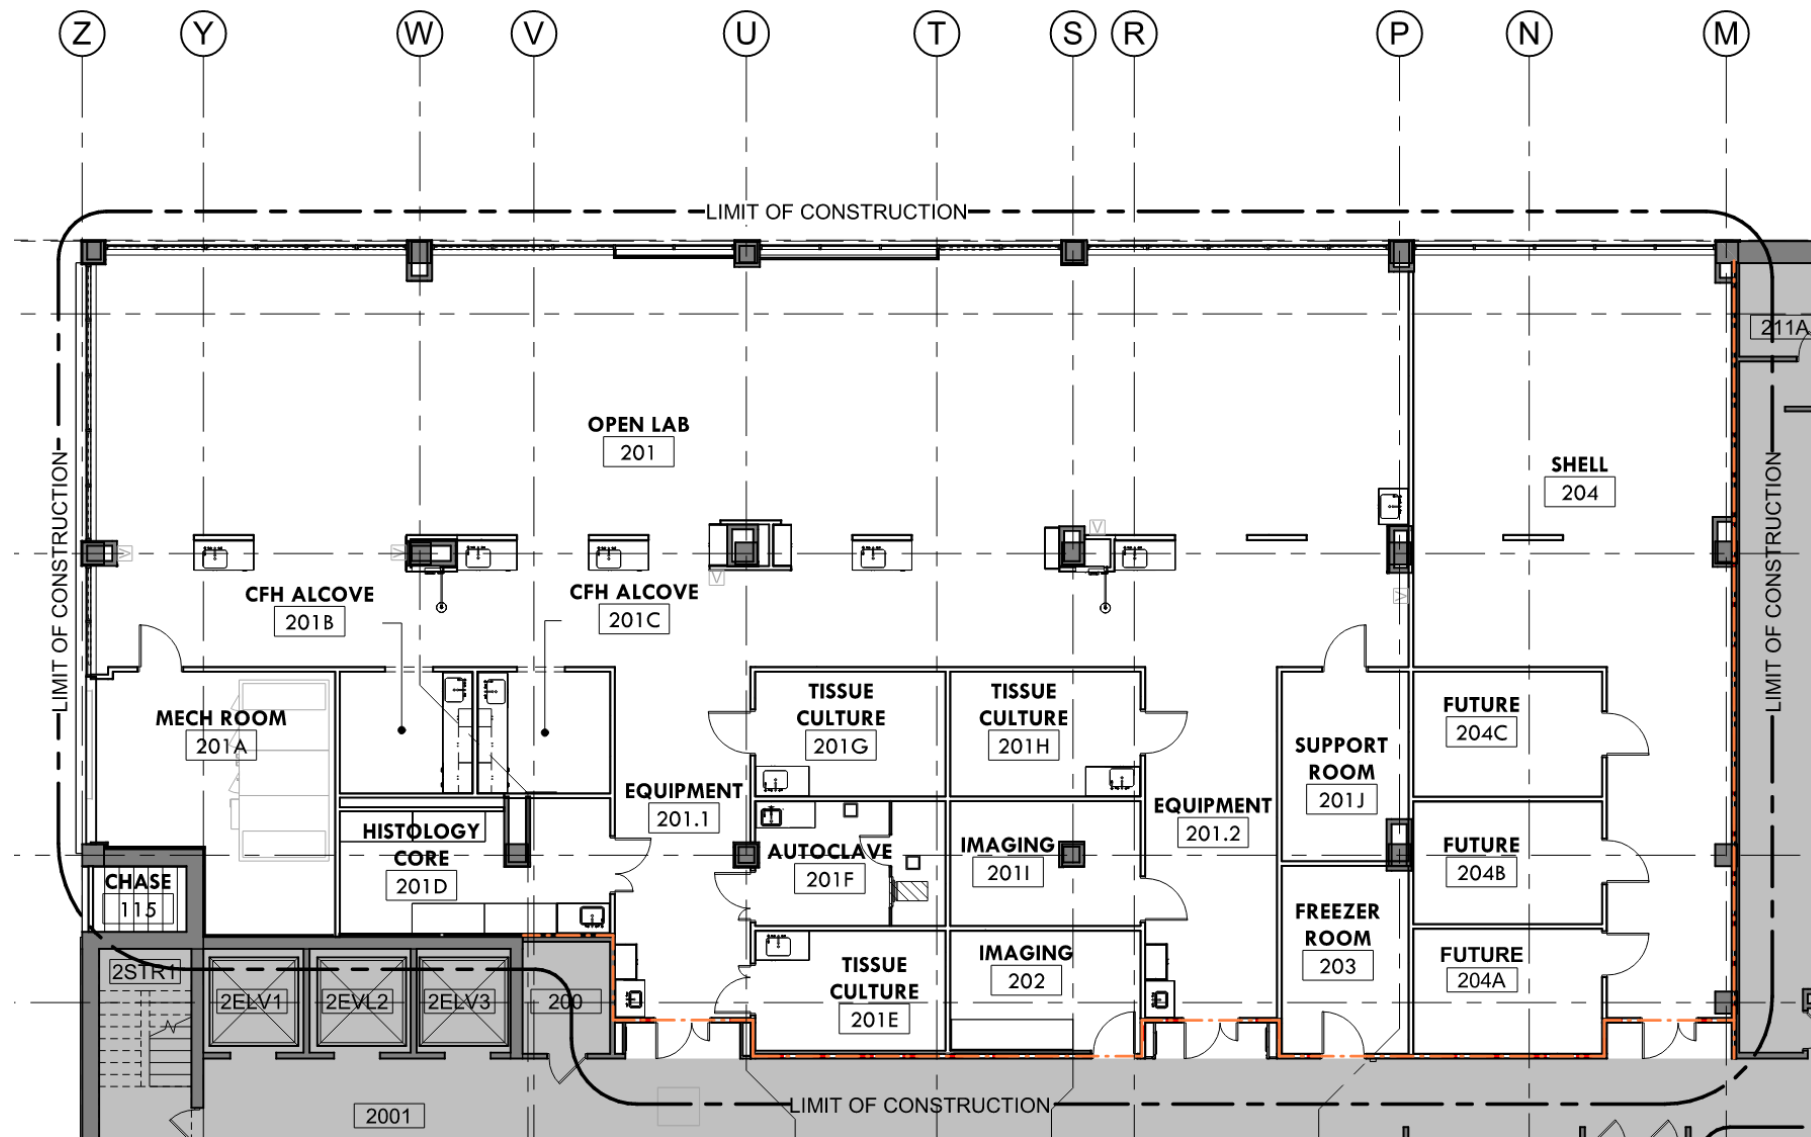 Z
Y
W
V
U
T
S
R
P
N
M
LIMIT OF CONSTRUCTION
211A
OPEN LAB
201
SHELL
204
LIMIT OF CONSTRUCTION
LIMIT OF CONSTRUCTION
V
V
V
V
V
CFH ALCOVE
201B
CFH ALCOVE
201C
MECH ROOM
201A
TISSUE
CULTURE
201G
TISSUE
CULTURE
201H
FUTURE
204C
SUPPORT
ROOM
201J
EQUIPMENT
201.1
EQUIPMENT
201.2
HISTOLOGY
CORE
201D
AUTOCLAVE
201F
IMAGING
201I
FUTURE
204B
CHASE
115
FREEZER
ROOM
203
2STR1
2ELV1
2EVL2
2ELV3
200
TISSUE
CULTURE
201E
IMAGING
202
FUTURE
204A
2001
LIMIT OF CONSTRUCTION